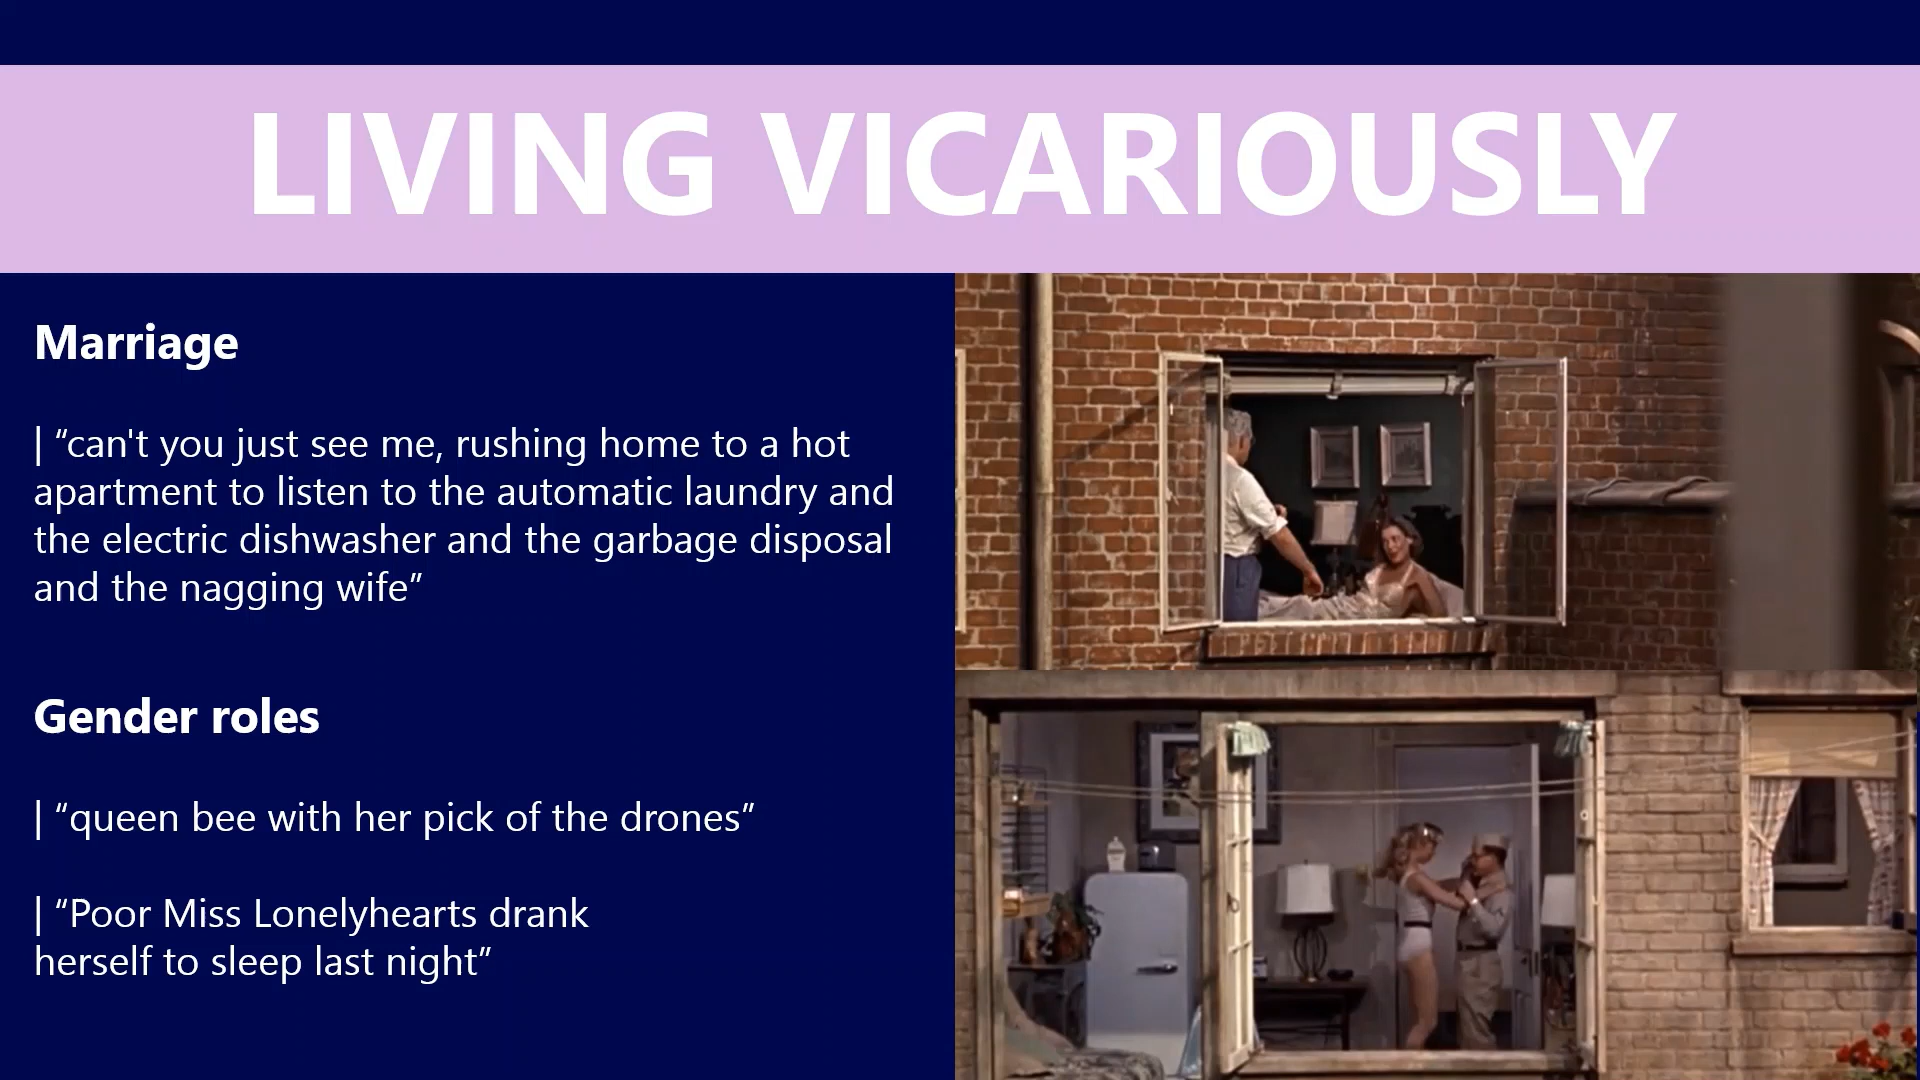 LIVING VICARIOUSLY
Marriage
| “can't you just see me, rushing home to a hot
apartment to listen to the automatic laundry and
the electric dishwasher and the garbage disposal
and the nagging wife”
Gender roles
| “queen bee with her pick of the drones”
| “Poor Miss Lonelyhearts drank
herself to sleep last night”